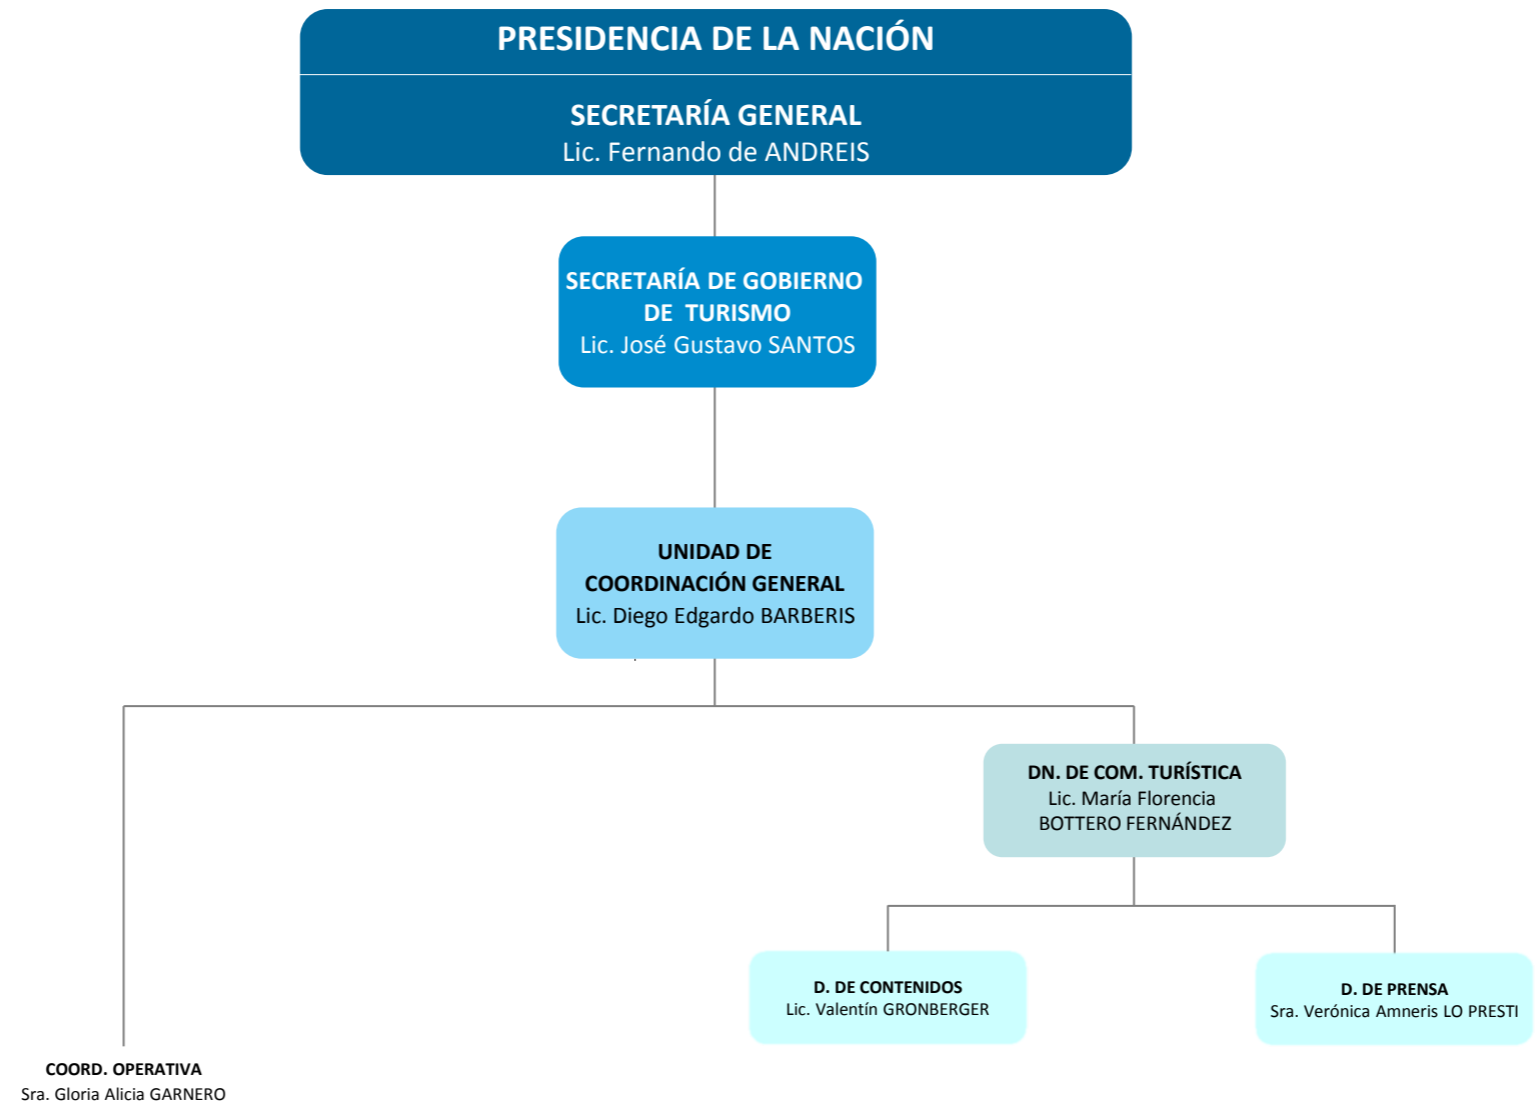 PRESIDENCIA DE LA NACIÓN
SECRETARÍA GENERAL
Lic. Fernando de ANDREIS
SECRETARÍA DE GOBIERNO
DE TURISMO
Lic. José Gustavo SANTOS
UNIDAD DE
COORDINACIÓN GENERAL
Lic. Diego Edgardo BARBERIS
DN. DE COM. TURÍSTICA
Lic. María Florencia
BOTTERO FERNÁNDEZ
D. DE CONTENIDOS
Lic. Valentín GRONBERGER
D. DE PRENSA
Sra. Verónica Amneris LO PRESTI
COORD. OPERATIVA
Sra. Gloria Alicia GARNERO